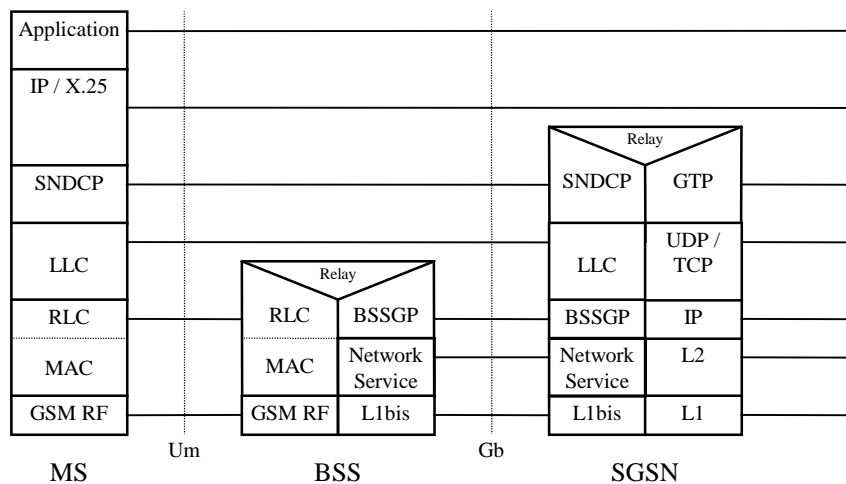 Application
IP / X.25
SNDCP
LLC
RLC
MAC
GSM RF
MS
Um
Relay
RLC
BSSGP
MAC
Network
Service
GSM RF
L1bis
BSS
Gb
Relay
SNDCP
GTP
LLC
UDP /
TCP
BSSGP
IP
Network
Service
L2
L1bis
L1
SGSN